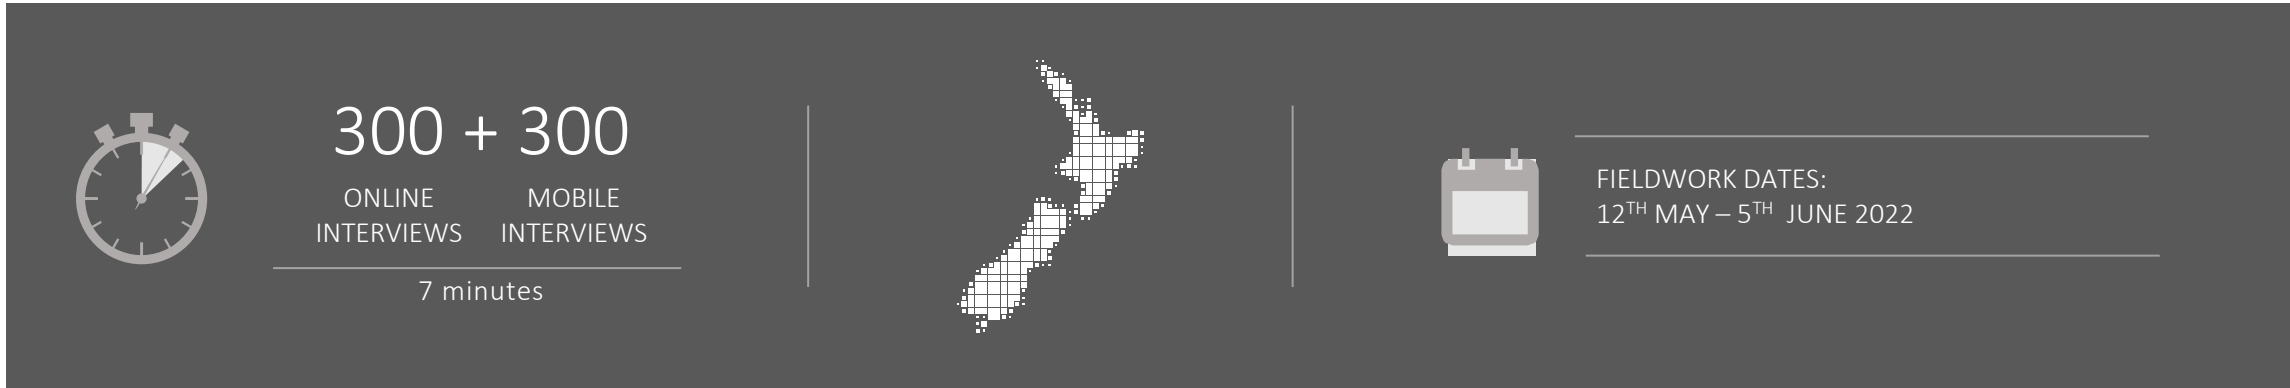 300 + 300
ONLINE MOBILE
INTERVIEWS INTERVIEWS
7 minutes
FIELDWORK DATES:
12TH MAY – 5TH JUNE 2022